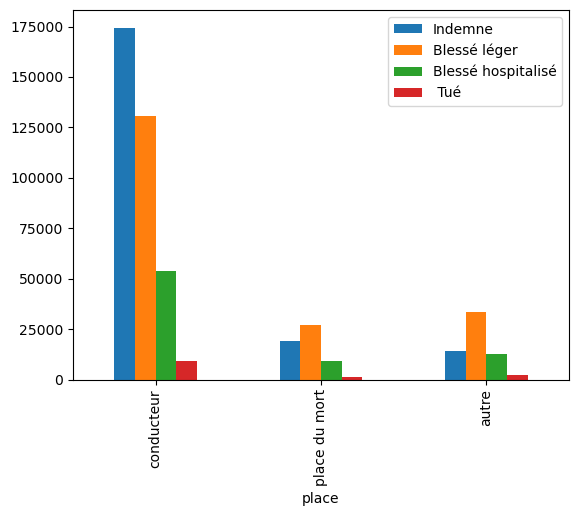 175000
150000
125000
100000
75000
50000
25000
0
Indemne
Blessé léger
Blessé hospitalisé
Tué
conducteur
place du mort
autre
place